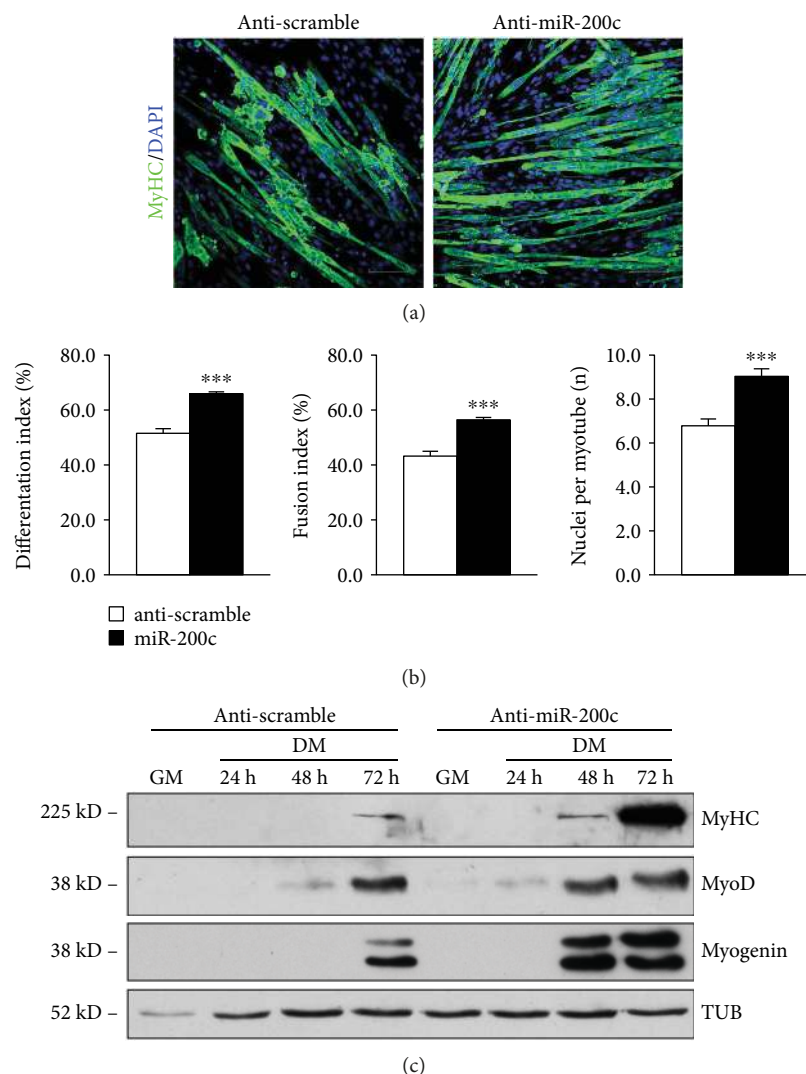 Anti-scramble Anti-miR-200c
MyHC/DAPI
(a)
Differentation index (%)
80.0
60.0
40.0
20.0
0.0
***
Fusion index (%)
80.0
60.0
40.0
20.0
0.0
***
Nuclei per myotube (n)
10.0
8.0
6.0
4.0
2.0
0.0
***
anti-scramble
miR-200c
(b)
Anti-scramble Anti-miR-200c
DM DM
GM 24 h 48 h 72 h GM 24 h 48 h 72 h
225 kD – MyHC
38 kD – MyoD
38 kD – Myogenin
52 kD – TUB
(c)